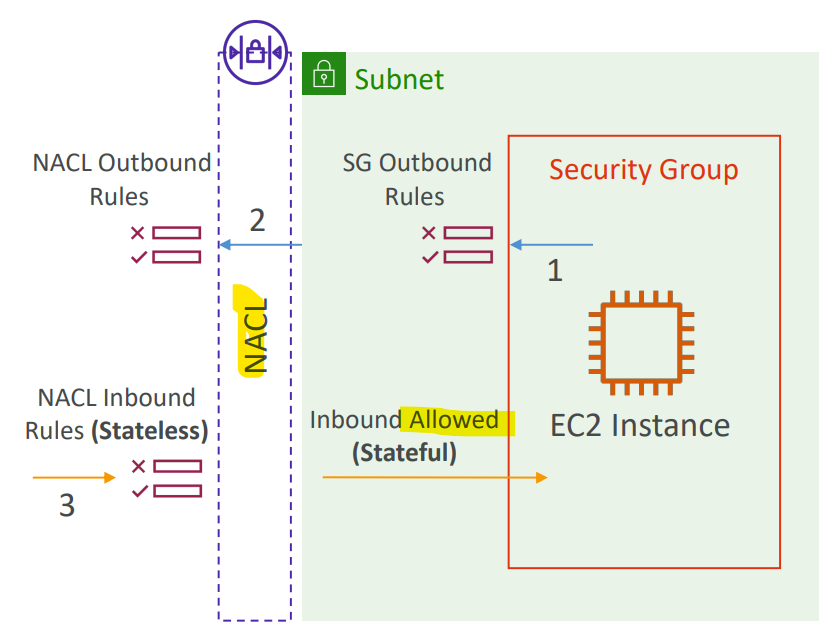 Subnet
NACL Outbound
Rules
SG Outbound
Rules
Security Group
2
1
NACL
NACL Inbound
Rules (Stateless)
Inbound Allowed
(Stateful)
EC2 Instance
3